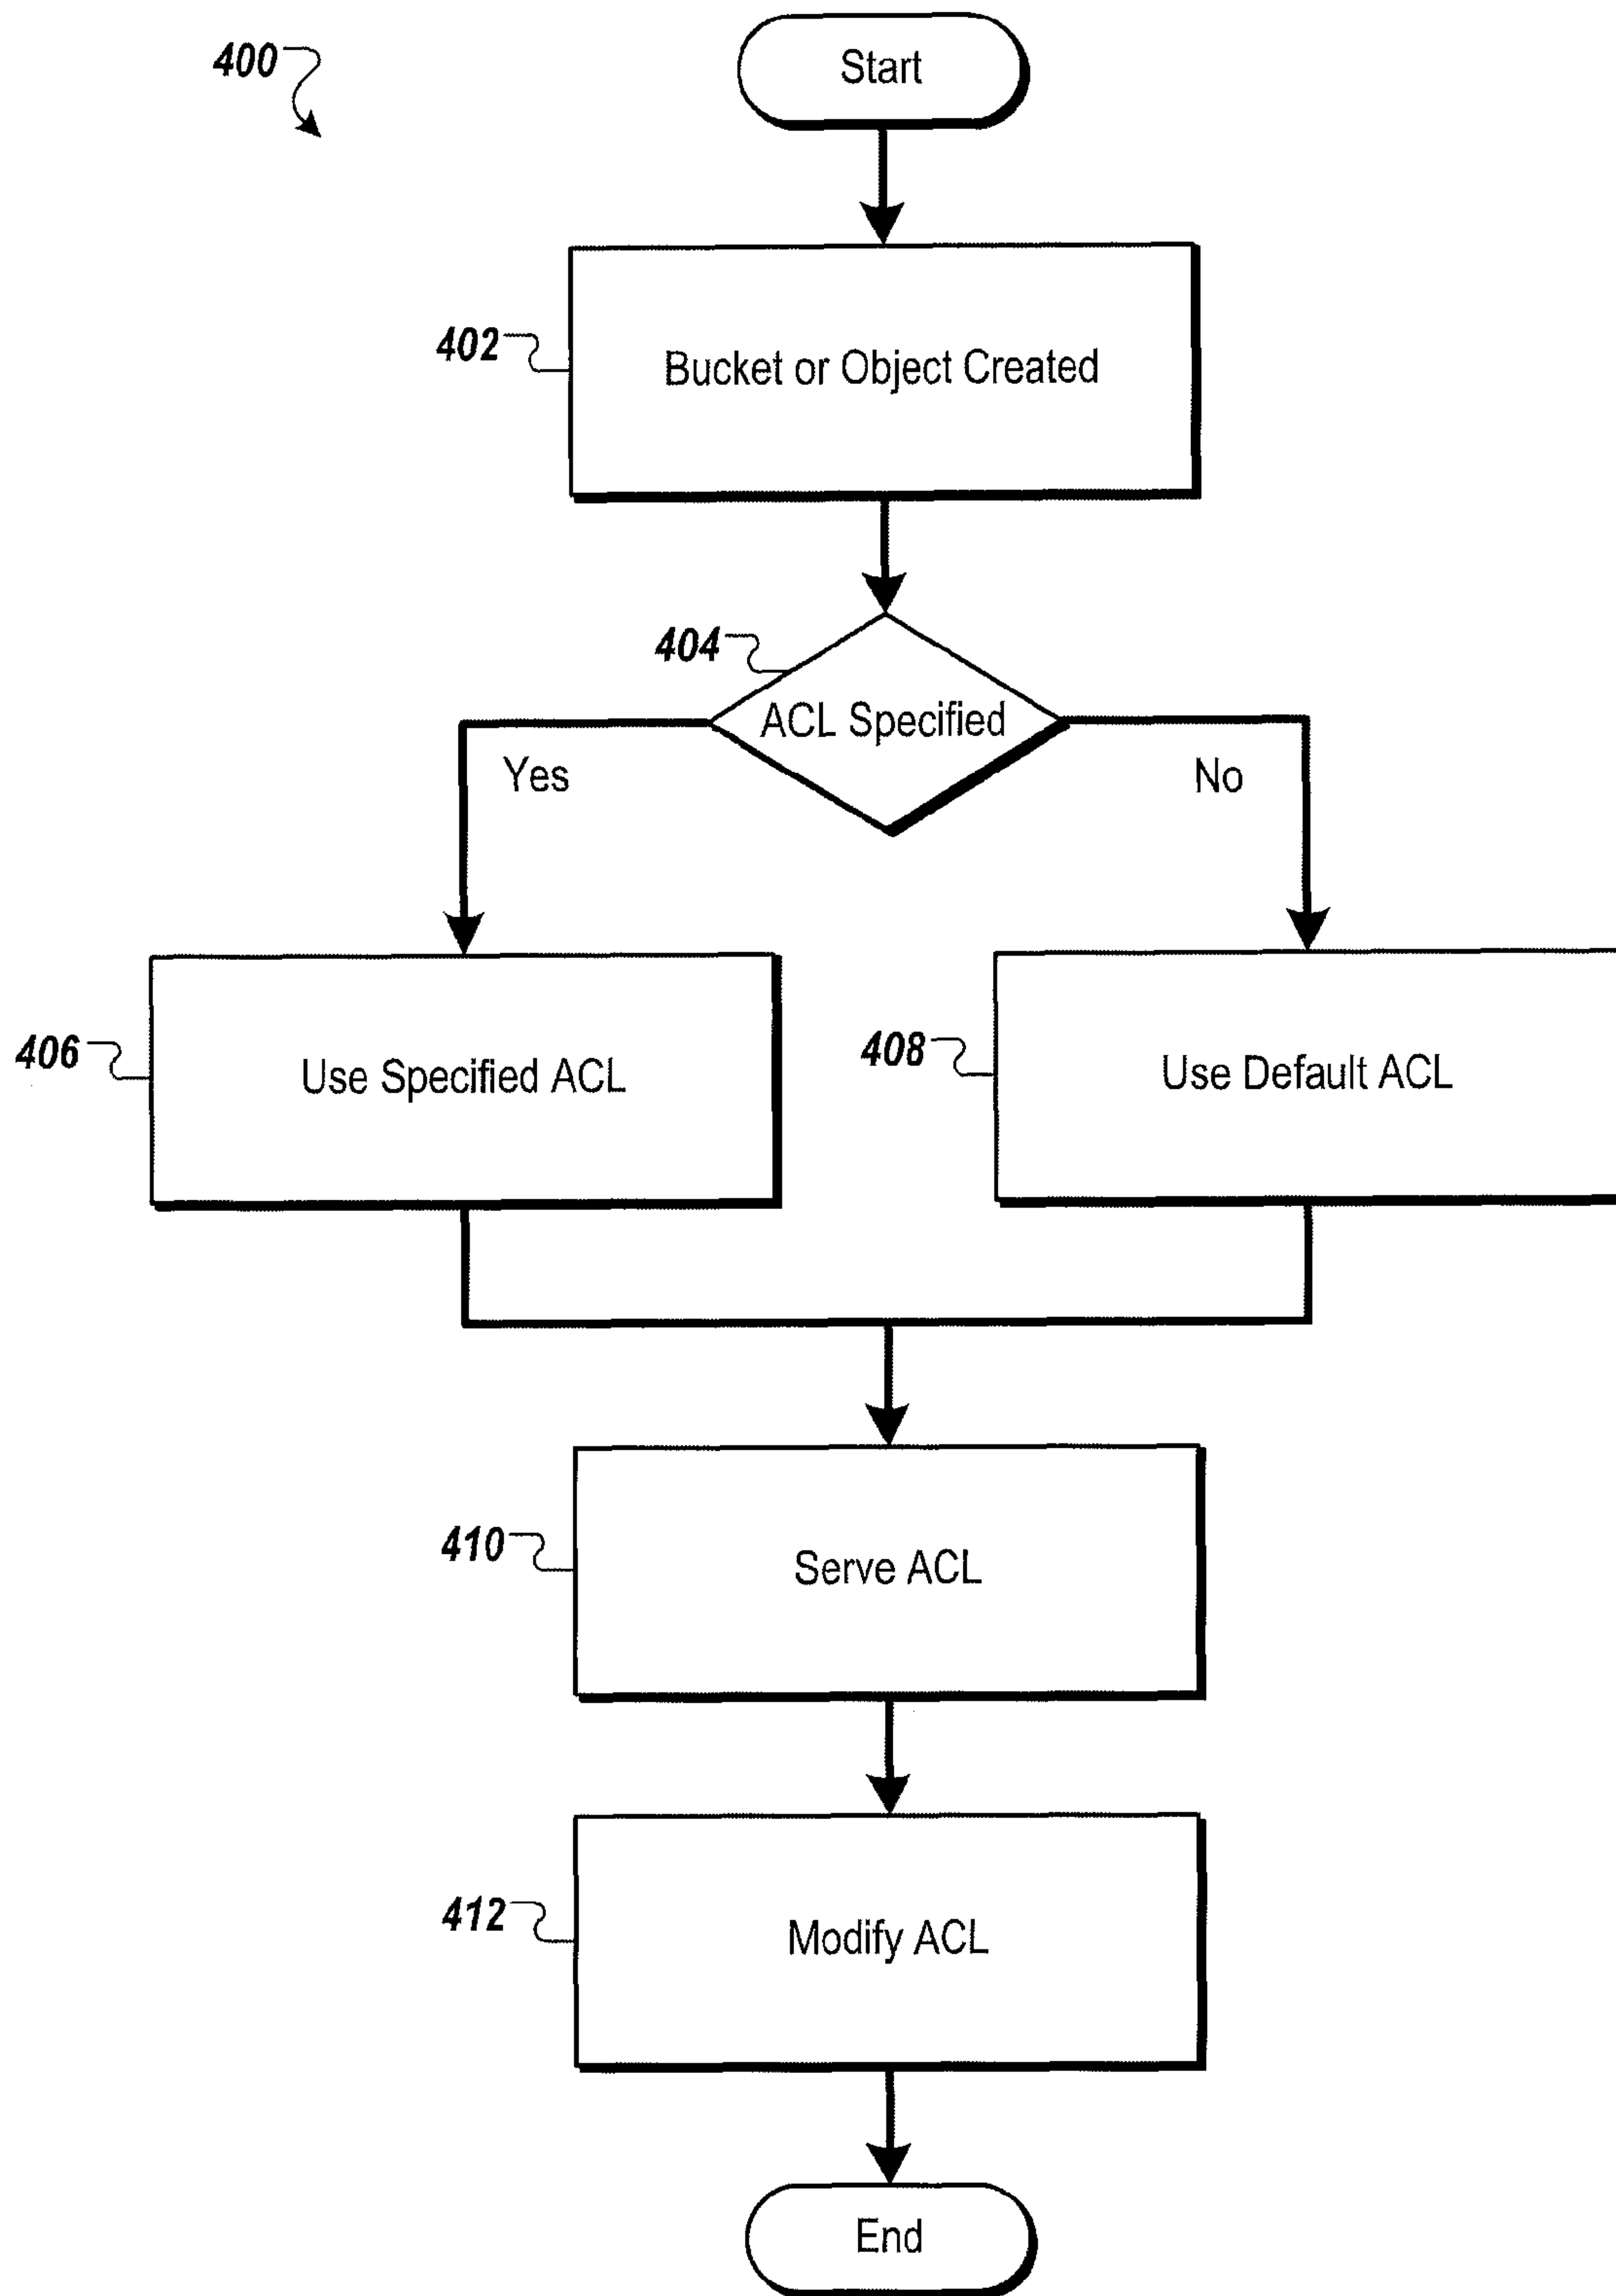 400
Start
402
Bucket or Object Created
404
ACL Specified
Yes
No
406
Use Specified ACL
408
Use Default ACL
410
Serve ACL
412
Modify ACL
End